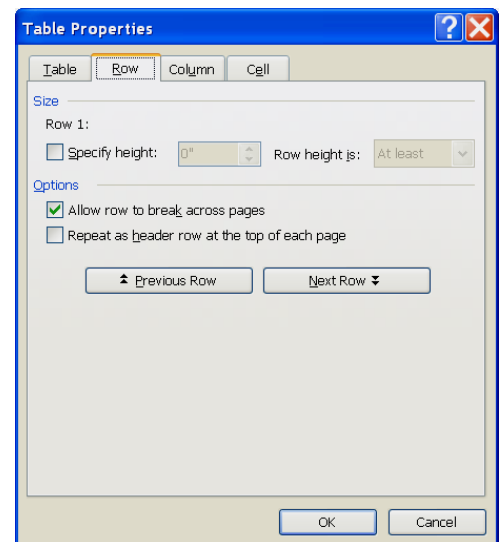 Table Properties ?
Table Row Column Cell
Size
Row 1:
Specify height: 0" Row height is: At least
Options
Allow row to break across pages
Repeat as header row at the top of each page
Previous Row Next Row
OK Cancel